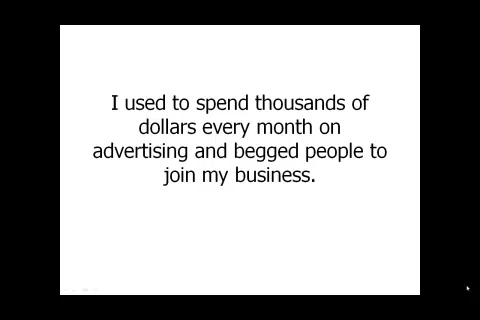 I used to spend thousands of
dollars every month on
advertising and begged people to
join my business.